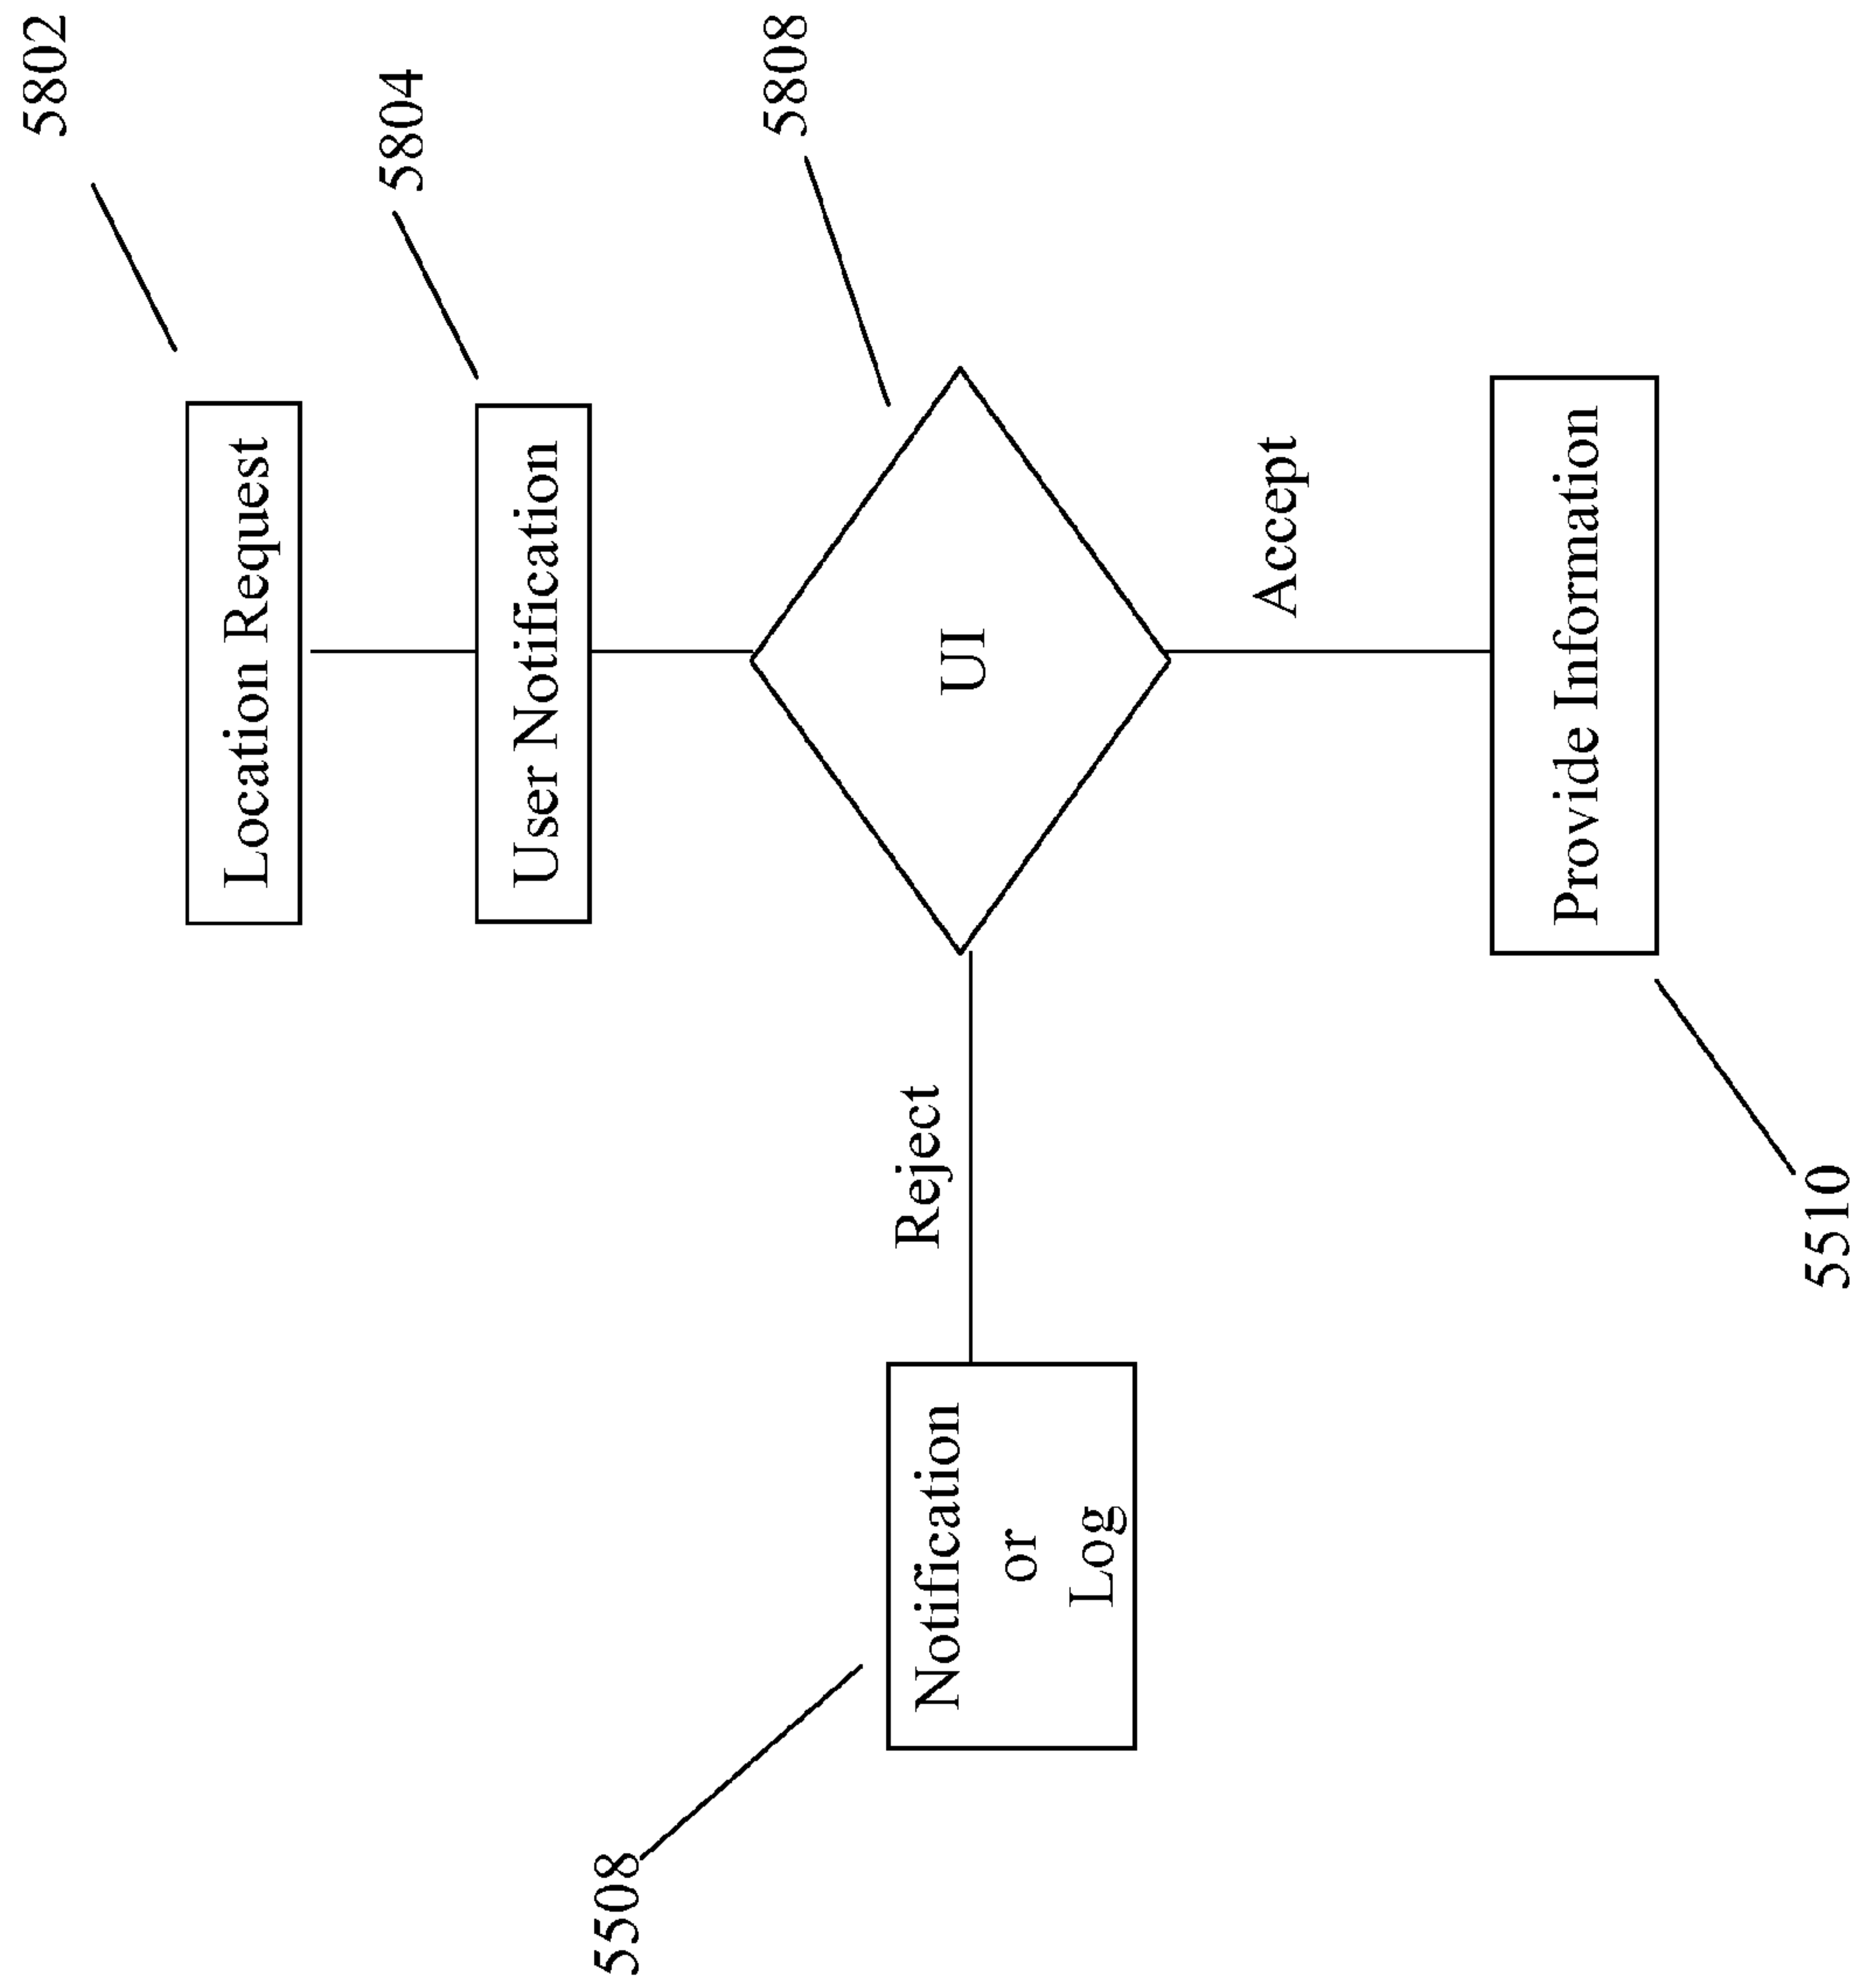 5802
Location Request
5804
User Notification
5808
UI
Reject
Accept
5508
Notification
or
Log
Provide Information
5510